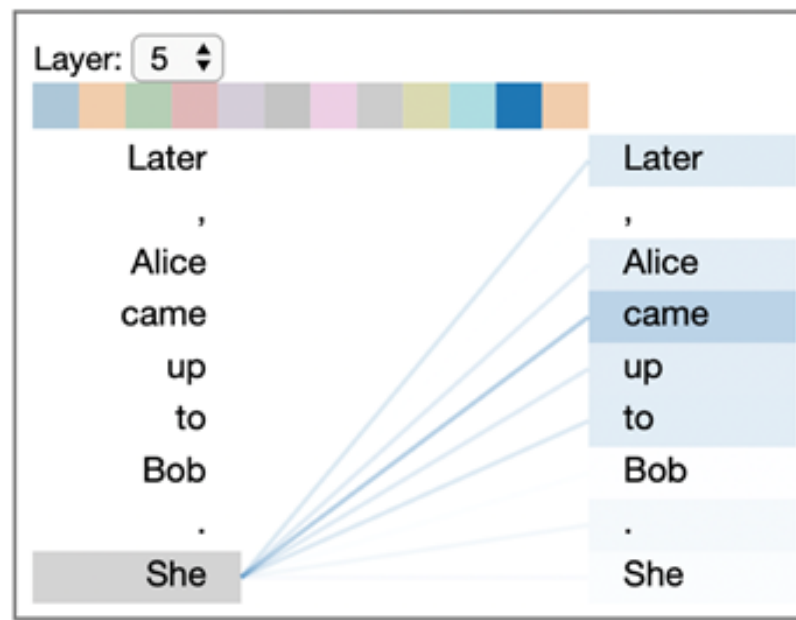 Layer: 5
Later Later
, ,
Alice Alice
came came
up up
to to
Bob Bob
. .
She She